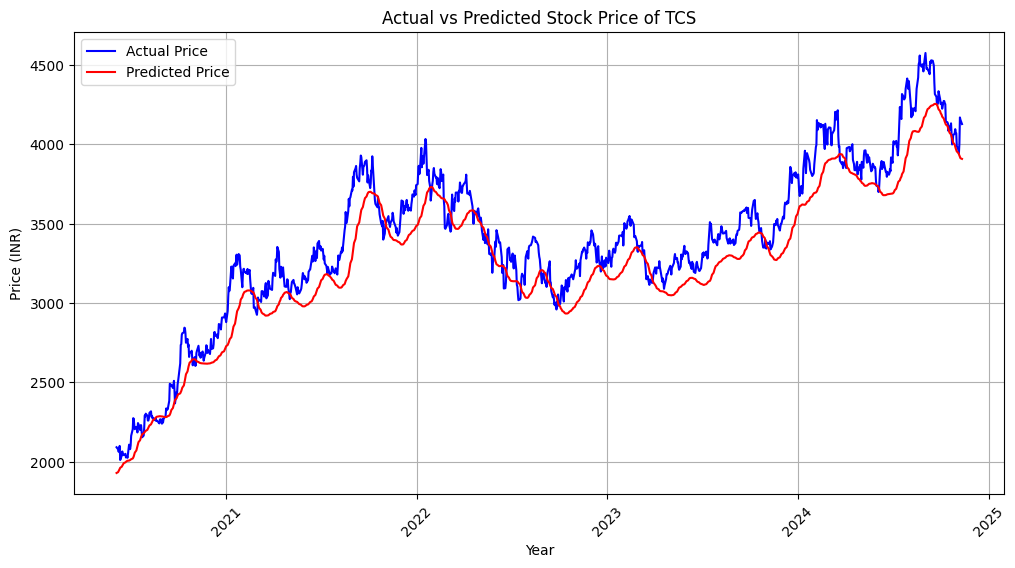 Actual vs Predicted Stock Price of TCS
Actual Price
Predicted Price
Price (INR)
4500
4000
3500
3000
2500
2000
2021
2022
2023
2024
2025
Year